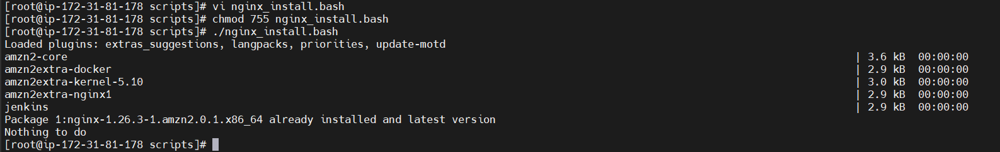 [root@ip-172-31-81-178 scripts]# vi nginx_install.bash
[root@ip-172-31-81-178 scripts]# chmod 755 nginx_install.bash
[root@ip-172-31-81-178 scripts]# ./nginx_install.bash
Loaded plugins: extras_suggestions, langpacks, priorities, update-motd
amzn2-core | 3.6 kB 00:00:00
amzn2extra-docker | 2.9 kB 00:00:00
amzn2extra-kernel-5.10 | 3.0 kB 00:00:00
amzn2extra-nginx1 | 2.9 kB 00:00:00
jenkins | 2.9 kB 00:00:00
Package 1:nginx-1.26.3-1.amzn2.0.1.x86_64 already installed and latest version
Nothing to do
[root@ip-172-31-81-178 scripts]#